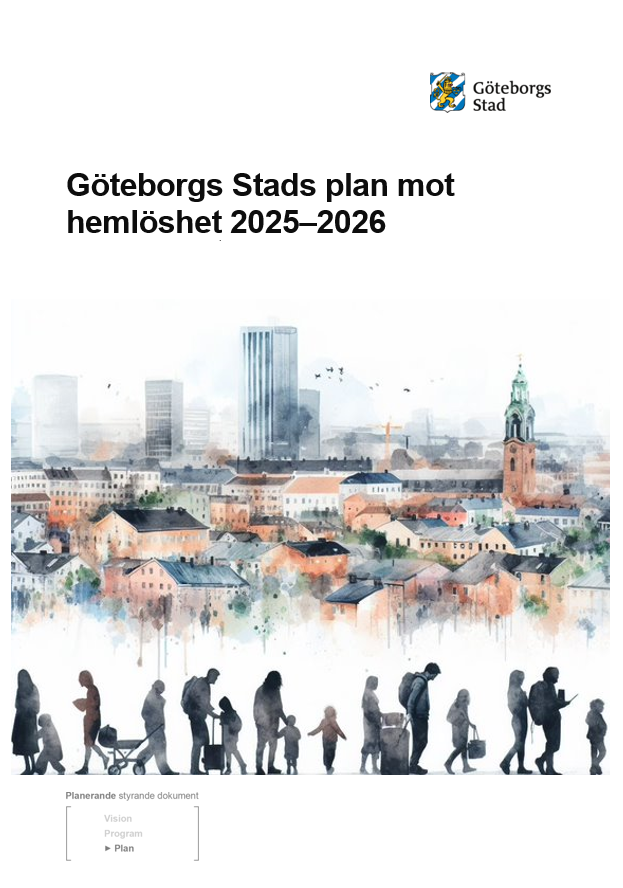 Göteborgs
Stad
Göteborgs Stads plan mot
hemlöshet 2025–2026
Planerande styrande dokument
Vision
Program
▶ Plan